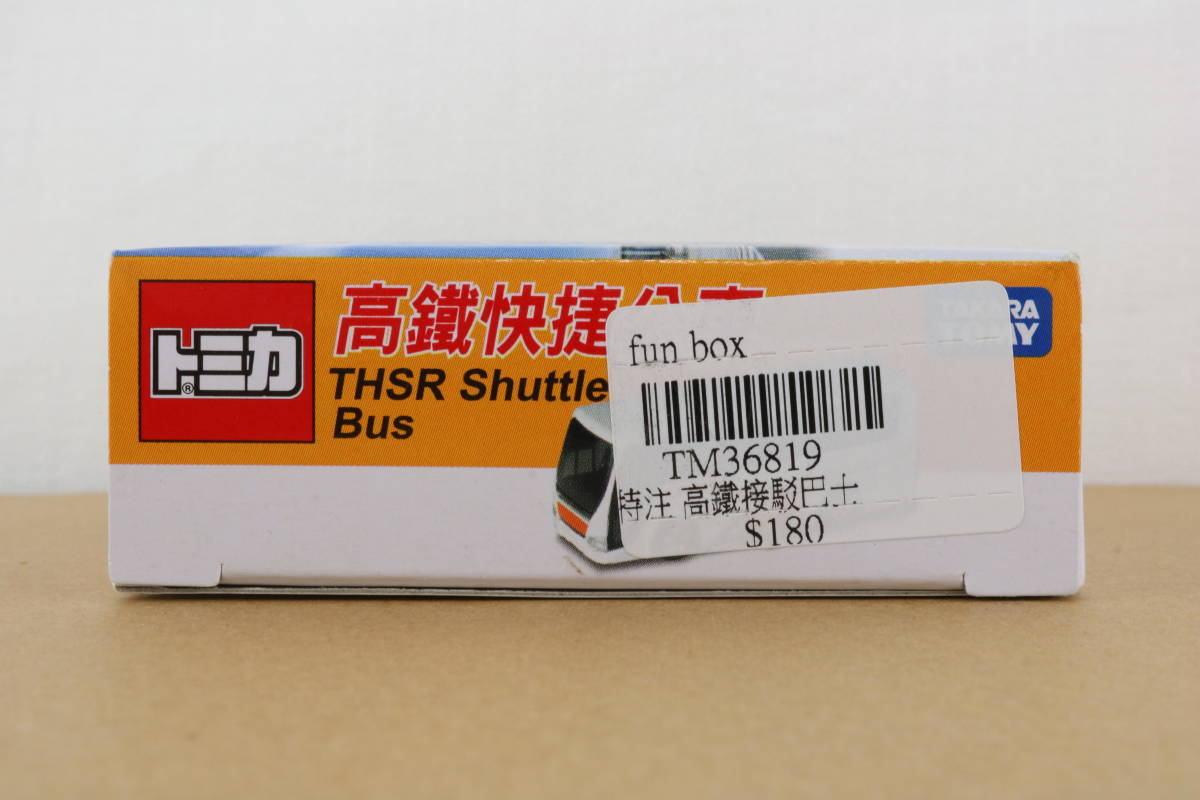 トミカ
®
高鐵快捷公車
THSR Shuttle
Bus
TAKARA
TOMY
fun box
TM36819
特注 高鐵接駁巴士
$180